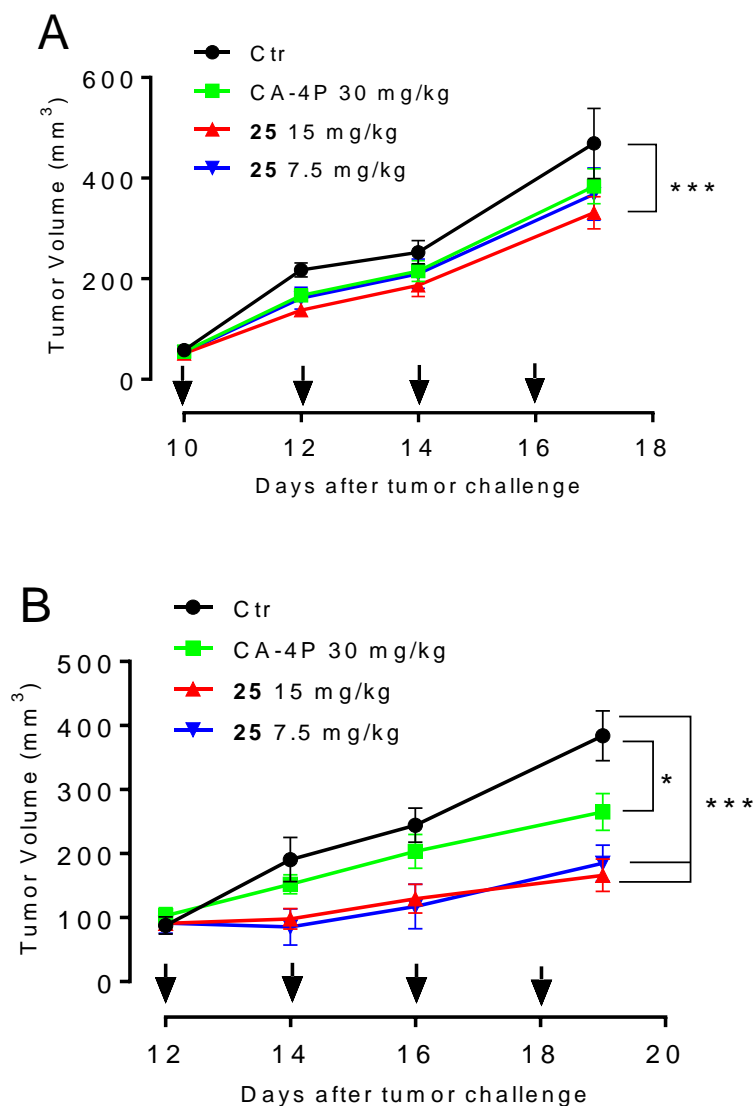 A
Ctr
CA-4P 30 mg/kg
25 15 mg/kg
25 7.5 mg/kg
Tumor Volume (mm³)
600
400
200
0
***
10 12 14 16 18
Days after tumor challenge
B
Ctr
CA-4P 30 mg/kg
25 15 mg/kg
25 7.5 mg/kg
Tumor Volume (mm³)
500
400
300
200
100
0
*
***
12 14 16 18 20
Days after tumor challenge